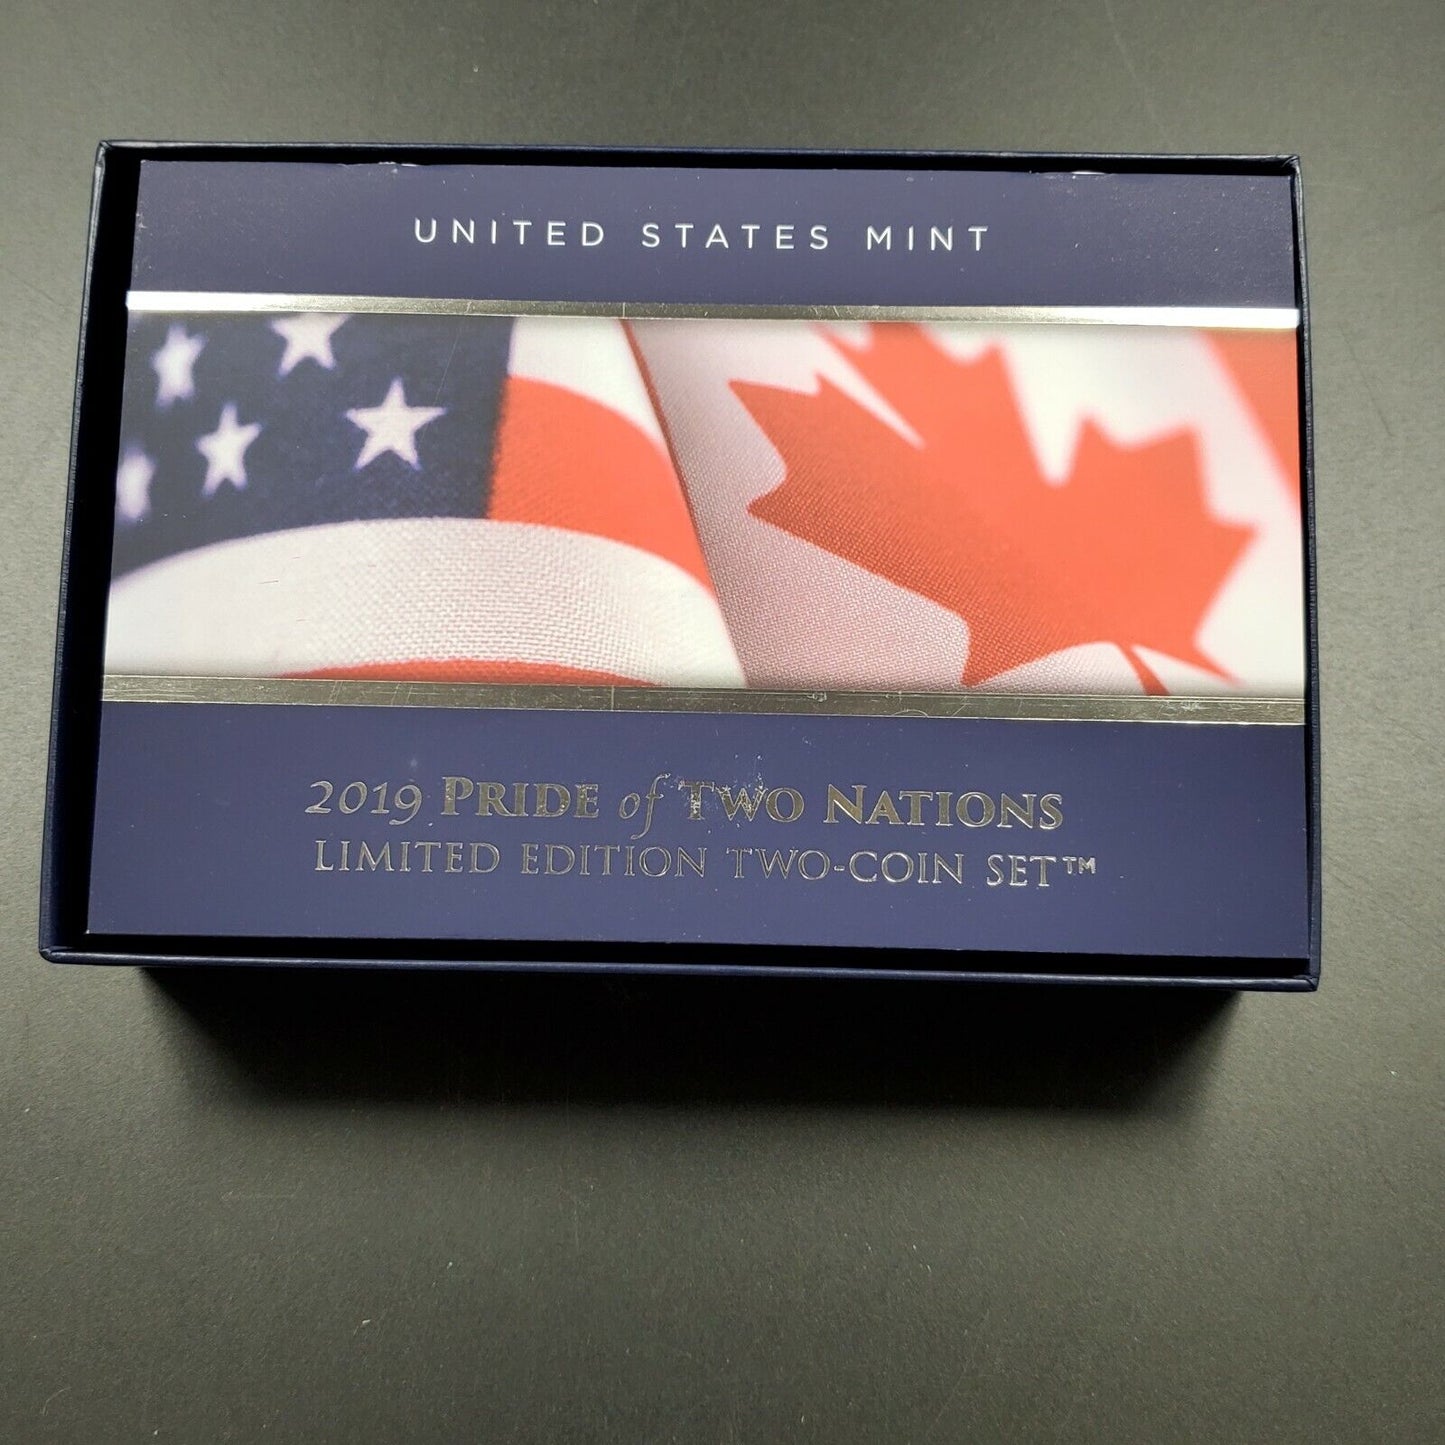 UNITED STATES MINT
2019 PRIDE of TWO NATIONS
LIMITED EDITION TWO-COIN SET™